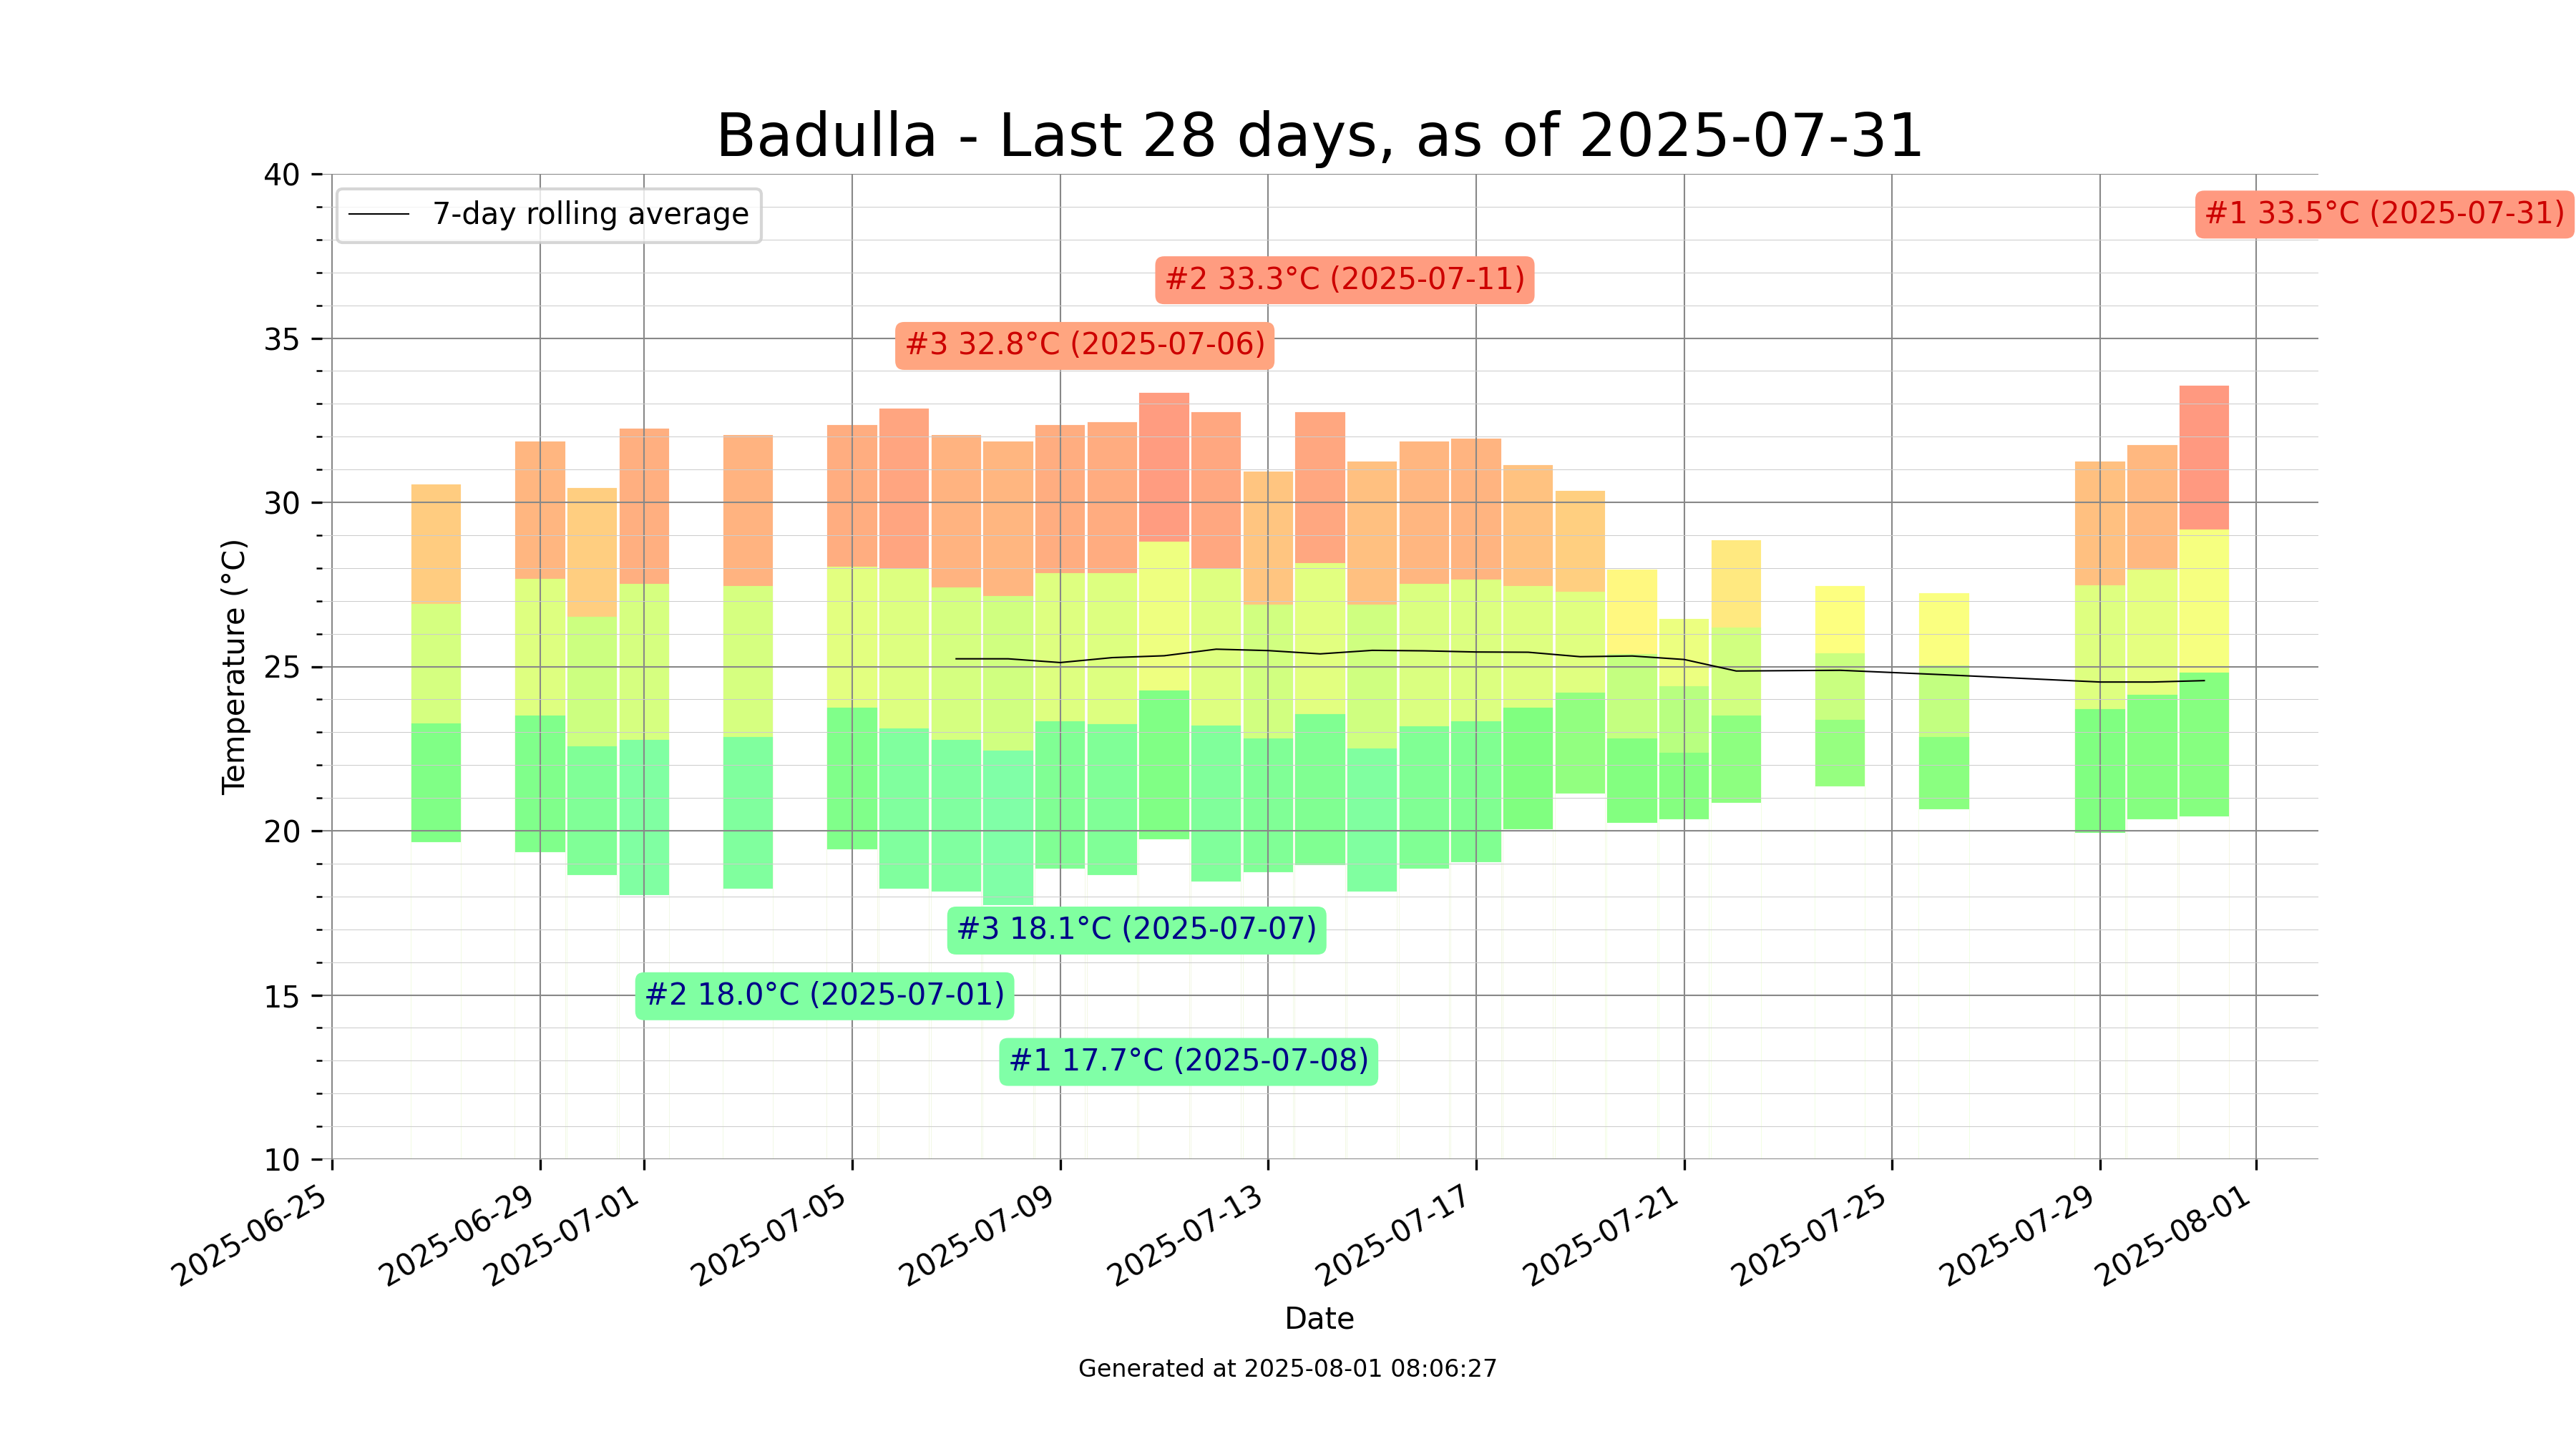 Badulla - Last 28 days, as of 2025-07-31
40
7-day rolling average
#1 33.5°C (2025-07-31)
#2 33.3°C (2025-07-11)
35
#3 32.8°C (2025-07-06)
30
Temperature (°C)
25
20
#3 18.1°C (2025-07-07)
15
#2 18.0°C (2025-07-01)
#1 17.7°C (2025-07-08)
10
2025-06-25
2025-06-29
2025-07-01
2025-07-05
2025-07-09
2025-07-13
2025-07-17
2025-07-21
2025-07-25
2025-07-29
2025-08-01
Date
Generated at 2025-08-01 08:06:27